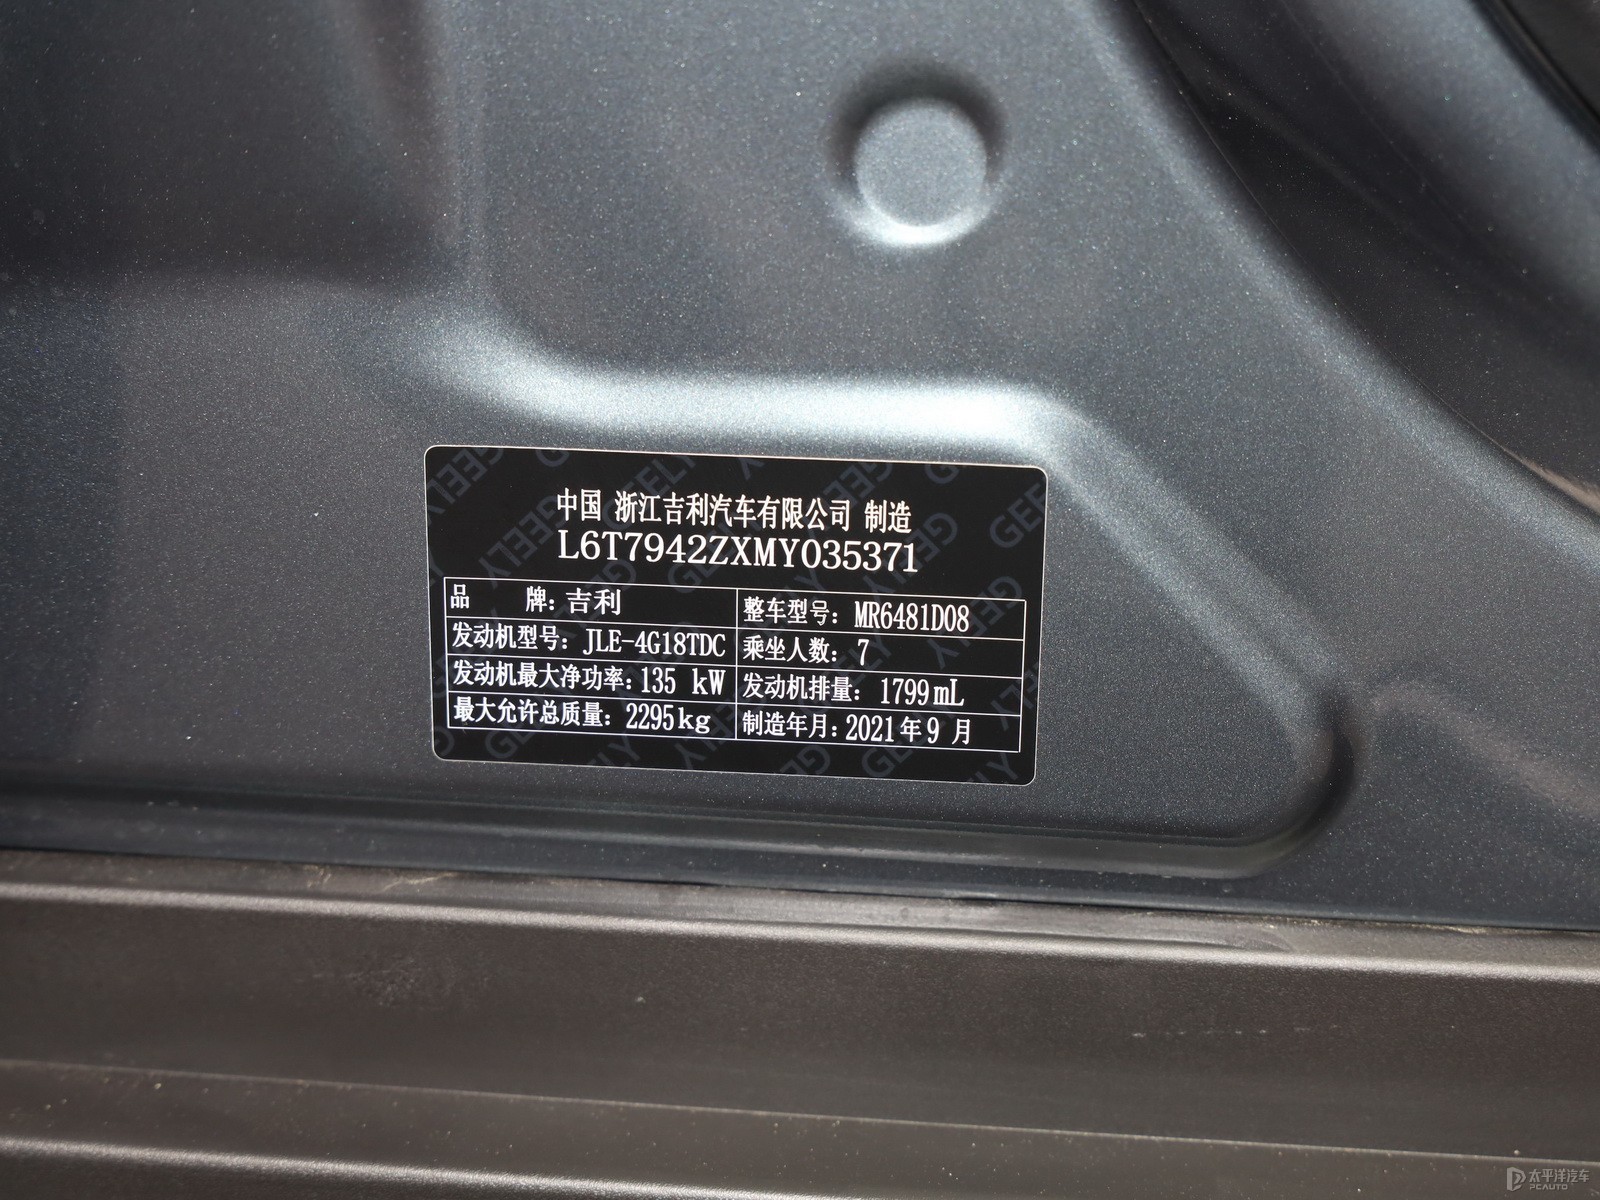 中国 浙江吉利汽车有限公司 制造
L6T7942ZXMY035371
品 牌: 吉利 整车型号: MR6481D08
发动机型号: JLE-4G18TDC 乘坐人数: 7
发动机最大净功率: 135 kW 发动机排量: 1799mL
最大允许总质量: 2295kg 制造年月: 2021年9月
太平洋汽车
PCAUTO